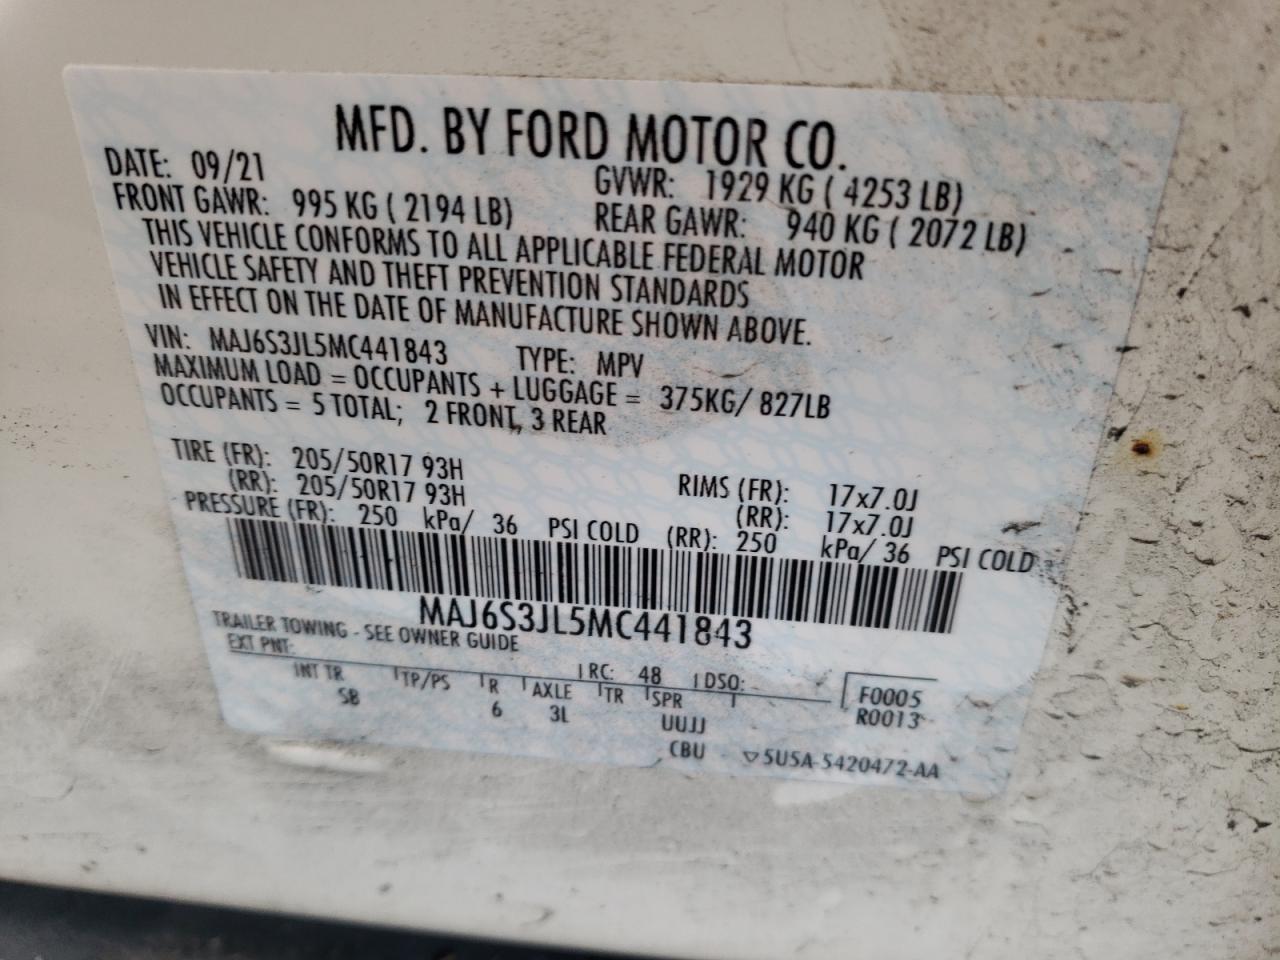 MFD. BY FORD MOTOR CO.
DATE: 09/21 GVWR: 1929 KG ( 4253 LB)
FRONT GAWR: 995 KG ( 2194 LB) REAR GAWR: 940 KG ( 2072 LB)
THIS VEHICLE CONFORMS TO ALL APPLICABLE FEDERAL MOTOR
VEHICLE SAFETY AND THEFT PREVENTION STANDARDS
IN EFFECT ON THE DATE OF MANUFACTURE SHOWN ABOVE.
VIN: MAJ6S3JL5MC441843 TYPE: MPV
MAXIMUM LOAD = OCCUPANTS + LUGGAGE = 375KG/ 827LB
OCCUPANTS = 5 TOTAL; 2 FRONT, 3 REAR
TIRE (FR): 205/50R17 93H RIMS (FR): 17x7.0J
(RR): 205/50R17 93H (RR): 17x7.0J
PRESSURE (FR): 250 kPa/ 36 PSI COLD (RR): 250 kPa/ 36 PSI COLD
MAJ6S3JL5MC441843
TRAILER TOWING - SEE OWNER GUIDE
EXT PNT: RC: 48 DSO: F0005
INT TR TP/PS R AXLE TR SPR R0013
SB 6 3L UUJJ
CBU ▽5U5A-5420472-AA